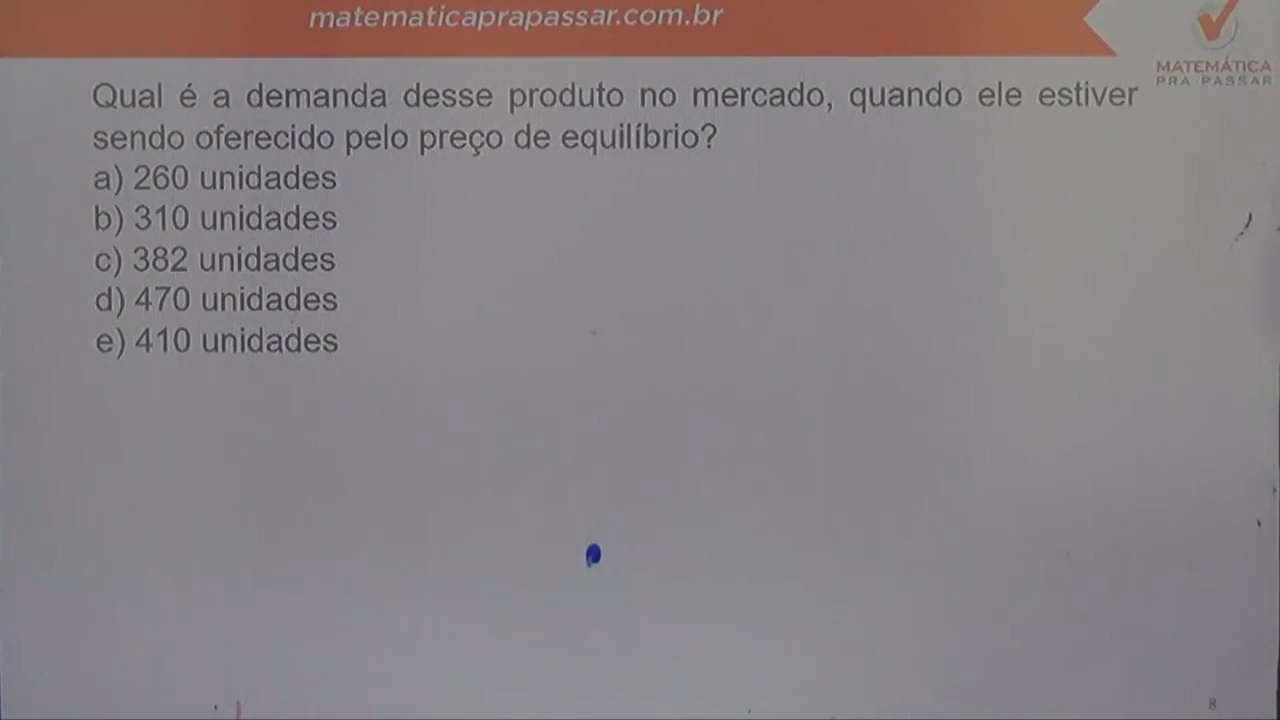 matematicaprapassar.com.br
MATEMÁTICA
PRA PASSAR
Qual é a demanda desse produto no mercado, quando ele estiver
sendo oferecido pelo preço de equilíbrio?
a) 260 unidades
b) 310 unidades
c) 382 unidades
d) 470 unidades
e) 410 unidades
8